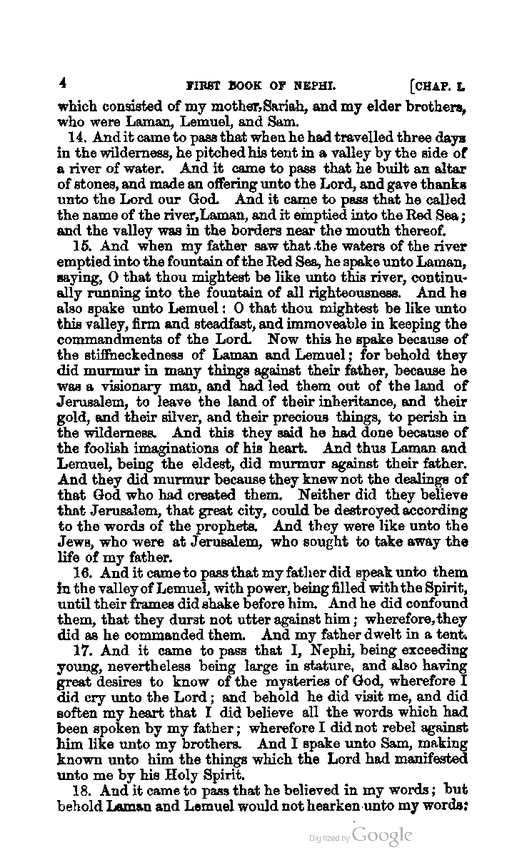 4 FIRST BOOK OF NEPHI. [CHAP. I.
which consisted of my mother, Sariah, and my elder brothers,
who were Laman, Lemuel, and Sam.
14. And it came to pass that when he had travelled three days
in the wilderness, he pitched his tent in a valley by the side of
a river of water. And it came to pass that he built an altar
of stones, and made an offering unto the Lord, and gave thanks
unto the Lord our God. And it came to pass that he called
the name of the river, Laman, and it emptied into the Red Sea;
and the valley was in the borders near the mouth thereof.
15. And when my father saw that the waters of the river
emptied into the fountain of the Red Sea, he spake unto Laman,
saying, O that thou mightest be like unto this river, continu-
ally running into the fountain of all righteousness. And he
also spake unto Lemuel: O that thou mightest be like unto
this valley, firm and steadfast, and immoveable in keeping the
commandments of the Lord. Now this he spake because of
the stiffneckedness of Laman and Lemuel; for behold they
did murmur in many things against their father, because he
was a visionary man, and had led them out of the land of
Jerusalem, to leave the land of their inheritance, and their
gold, and their silver, and their precious things, to perish in
the wilderness. And this they said he had done because of
the foolish imaginations of his heart. And thus Laman and
Lemuel, being the eldest, did murmur against their father.
And they did murmur because they knew not the dealings of
that God who had created them. Neither did they believe
that Jerusalem, that great city, could be destroyed according
to the words of the prophets. And they were like unto the
Jews, who were at Jerusalem, who sought to take away the
life of my father.
16. And it came to pass that my father did speak unto them
in the valley of Lemuel, with power, being filled with the Spirit,
until their frames did shake before him. And he did confound
them, that they durst not utter against him; wherefore, they
did as he commanded them. And my father dwelt in a tent.
17. And it came to pass that I, Nephi, being exceeding
young, nevertheless being large in stature, and also having
great desires to know of the mysteries of God, wherefore I
did cry unto the Lord; and behold he did visit me, and did
soften my heart that I did believe all the words which had
been spoken by my father; wherefore I did not rebel against
him like unto my brothers. And I spake unto Sam, making
known unto him the things which the Lord had manifested
unto me by his Holy Spirit.
18. And it came to pass that he believed in my words; but
behold Laman and Lemuel would not hearken unto my words:
Digitized by Google